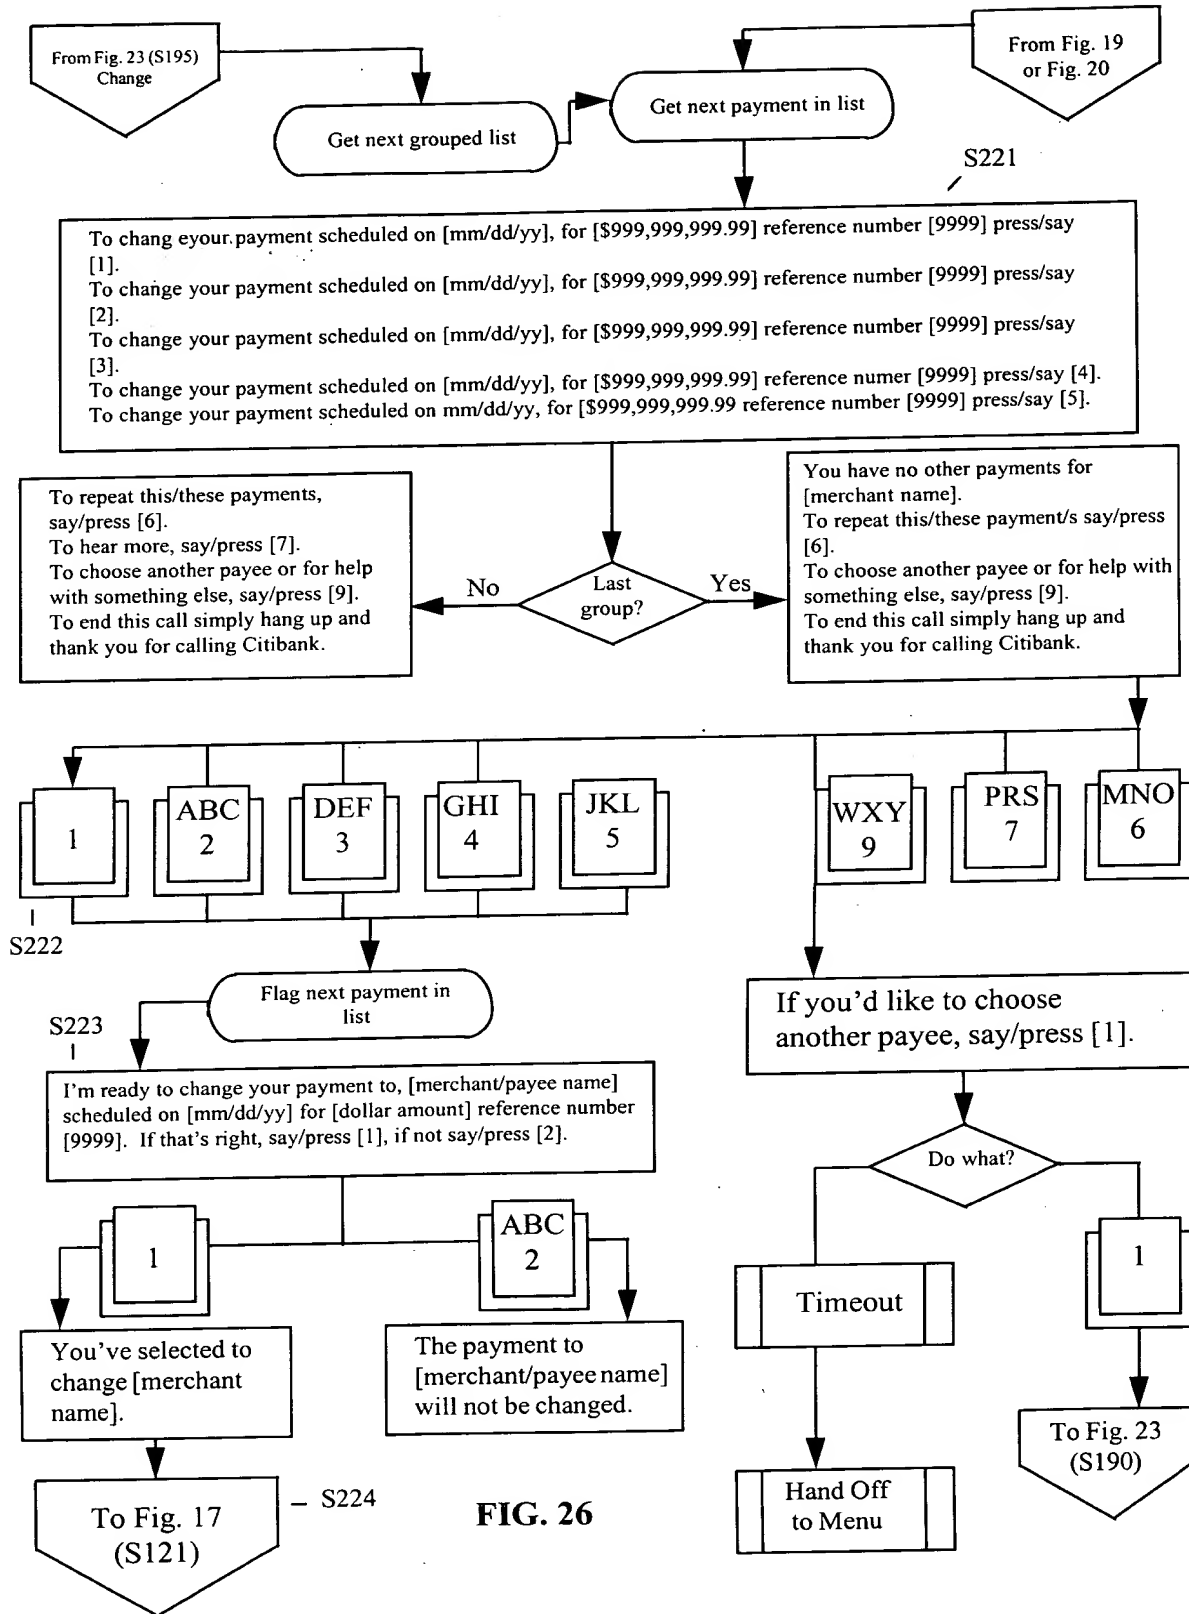 From Fig. 23 (S195)
Change
From Fig. 19
or Fig. 20
Get next grouped list
Get next payment in list
S221
To chang eyour payment scheduled on [mm/dd/yy], for [$999,999,999.99] reference number [9999] press/say
[1].
To change your payment scheduled on [mm/dd/yy], for [$999,999,999.99] reference number [9999] press/say
[2].
To change your payment scheduled on [mm/dd/yy], for [$999,999,999.99] reference number [9999] press/say
[3].
To change your payment scheduled on [mm/dd/yy], for [$999,999,999.99] reference numer [9999] press/say [4].
To change your payment scheduled on mm/dd/yy, for [$999,999,999.99 reference number [9999] press/say [5].
To repeat this/these payments,
say/press [6].
To hear more, say/press [7].
To choose another payee or for help
with something else, say/press [9].
To end this call simply hang up and
thank you for calling Citibank.
No
Last
group?
Yes
You have no other payments for
[merchant name].
To repeat this/these payment/s say/press
[6].
To choose another payee or for help with
something else, say/press [9].
To end this call simply hang up and
thank you for calling Citibank.
1
ABC
2
DEF
3
GHI
4
JKL
5
WXY
9
PRS
7
MNO
6
S222
Flag next payment in
list
If you'd like to choose
another payee, say/press [1].
S223
I'm ready to change your payment to, [merchant/payee name]
scheduled on [mm/dd/yy] for [dollar amount] reference number
[9999]. If that's right, say/press [1], if not say/press [2].
Do what?
1
ABC
2
Timeout
1
You've selected to
change [merchant
name].
The payment to
[merchant/payee name]
will not be changed.
To Fig. 23
(S190)
To Fig. 17
(S121)
S224
FIG. 26
Hand Off
to Menu